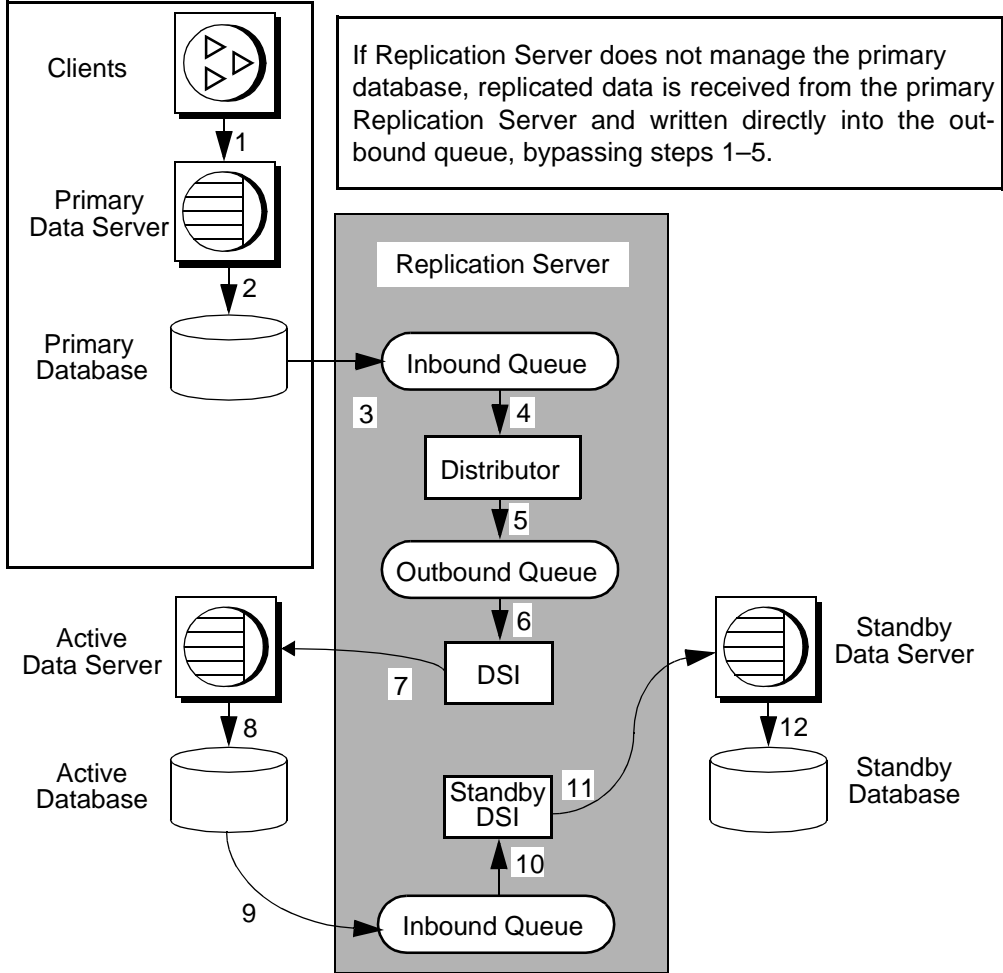 Clients
If Replication Server does not manage the primary
database, replicated data is received from the primary
Replication Server and written directly into the out-
bound queue, bypassing steps 1–5.
1
Primary
Data Server
Replication Server
2
Primary
Database
Inbound Queue
3
4
Distributor
5
Outbound Queue
6
Active
Data Server
Standby
Data Server
DSI
7
8
12
Active
Database
Standby
DSI
11
Standby
Database
10
9
Inbound Queue